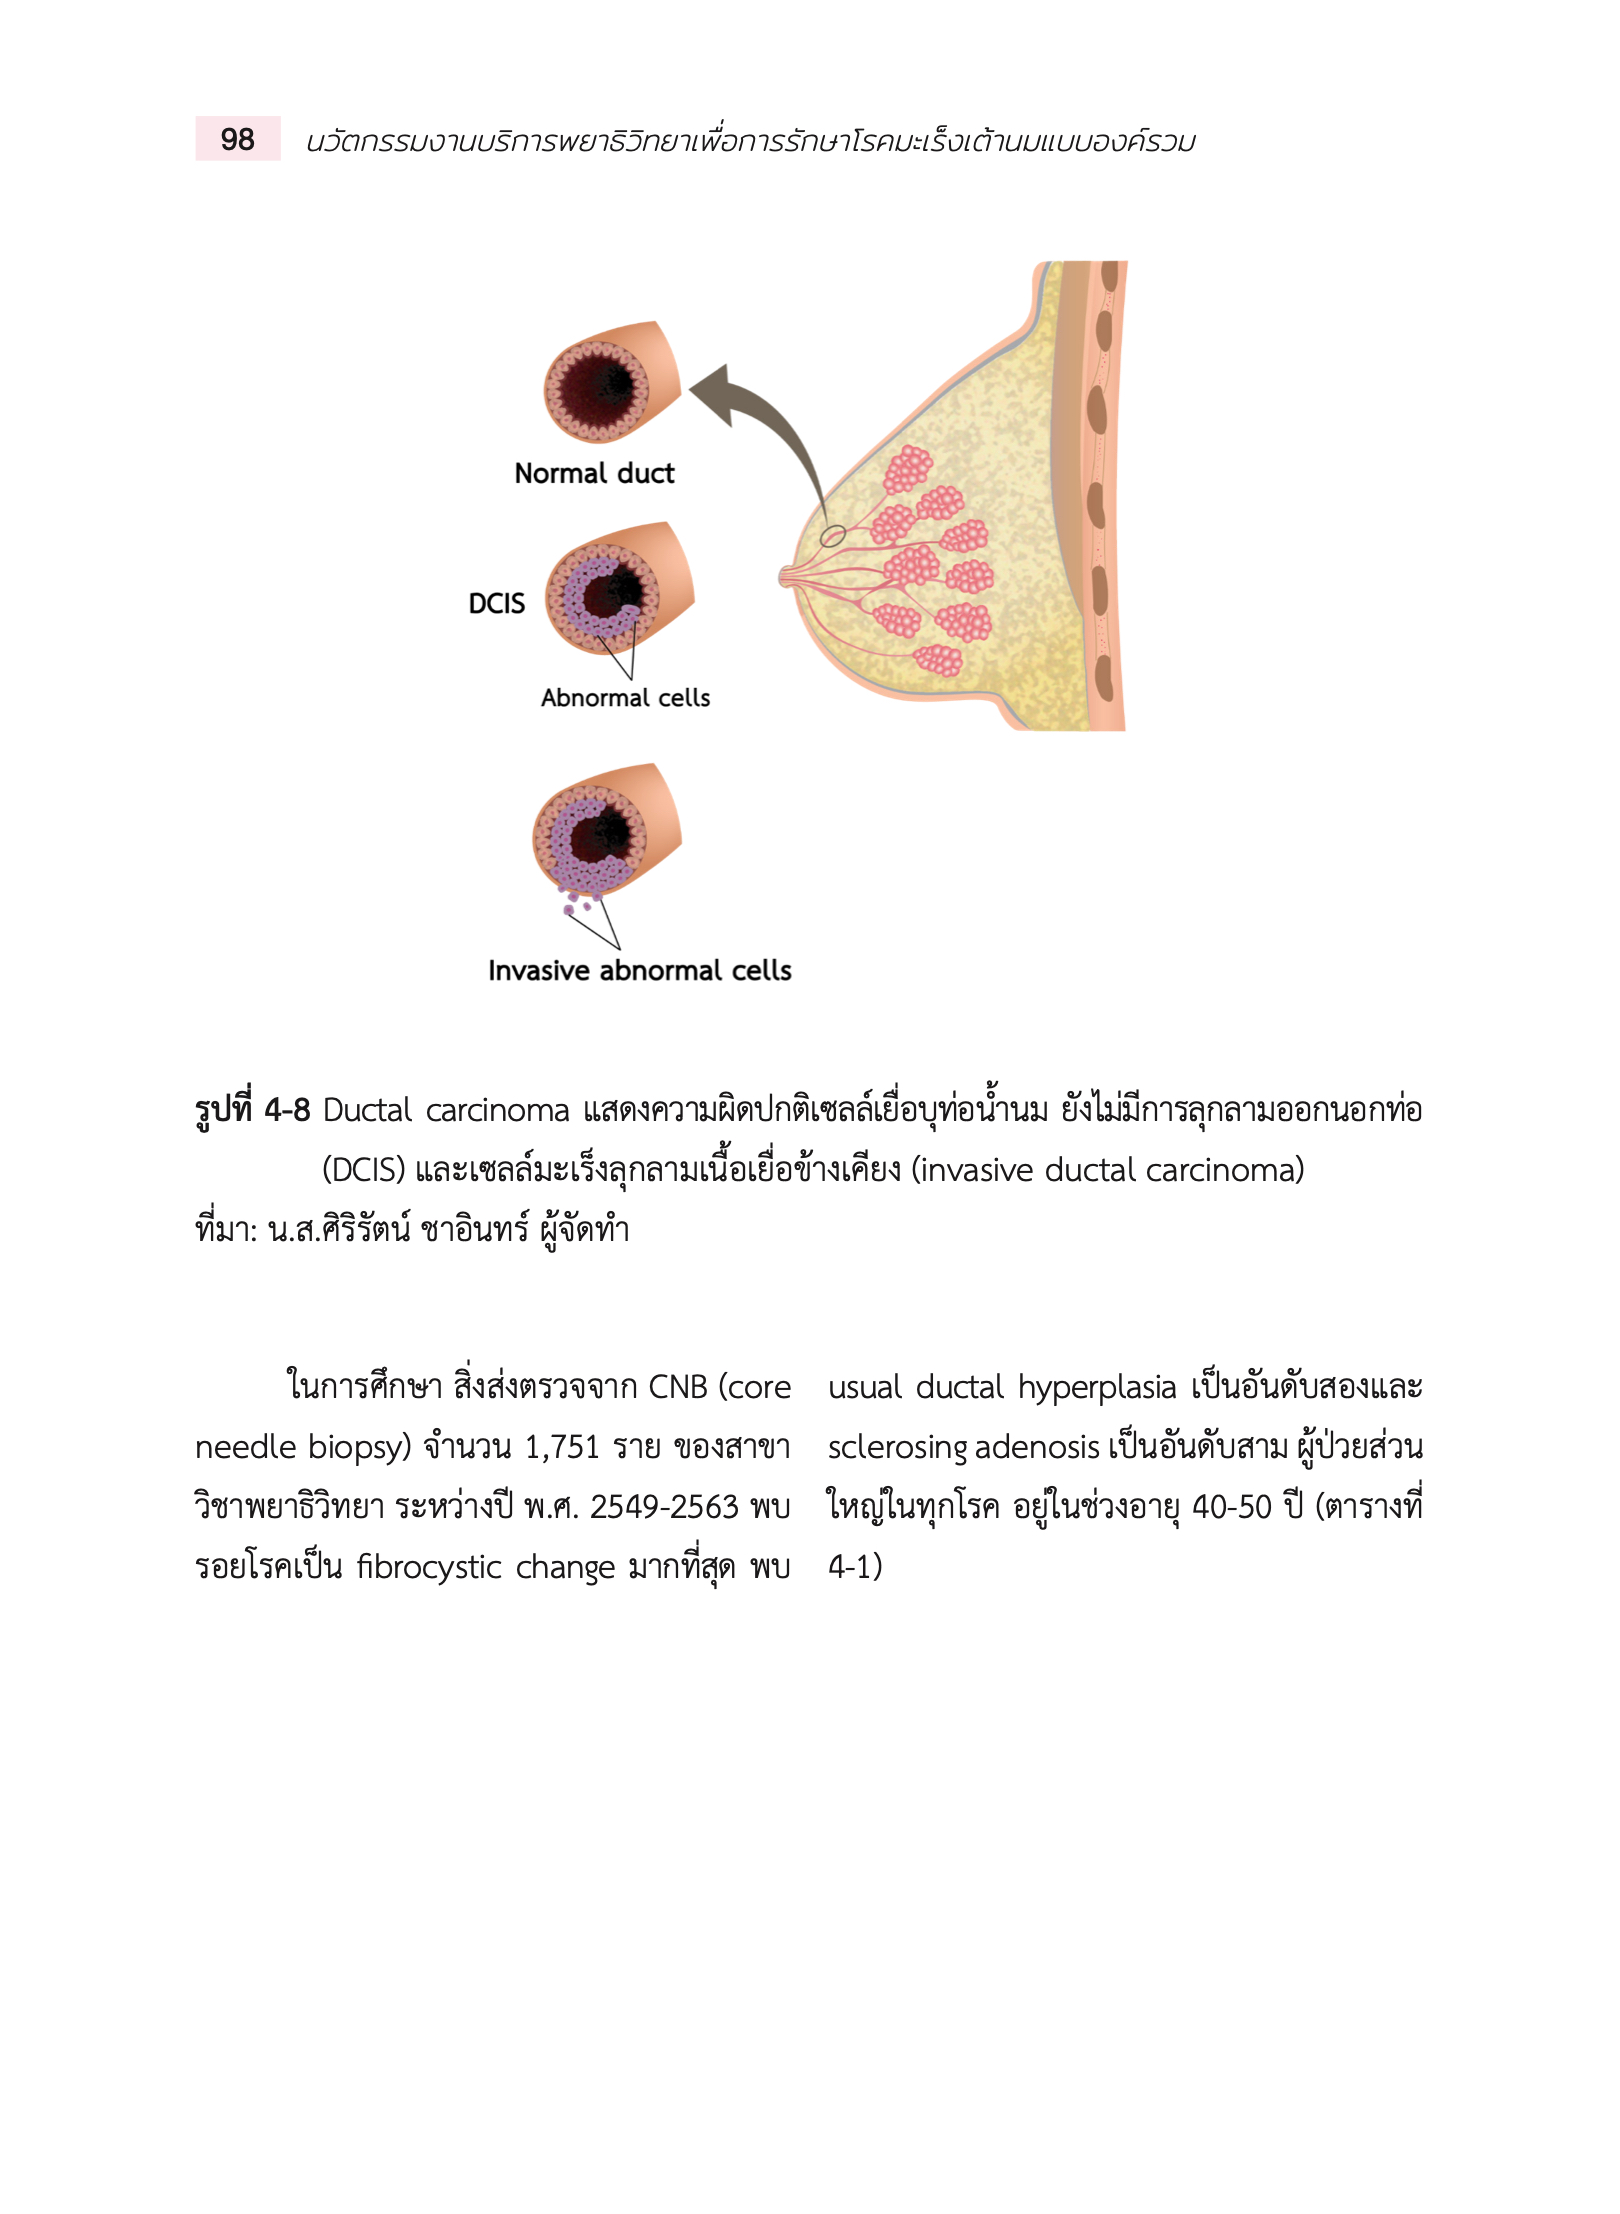 98 นวัตกรรมงานบริการพยาธิวิทยาเพื่อการรักษาโรคมะเร็งเต้านมแบบองค์รวม
Normal duct
DCIS
Abnormal cells
Invasive abnormal cells
รูปที่ 4-8 Ductal carcinoma แสดงความผิดปกติเซลล์เยื่อบุท่อน้ำนม ยังไม่มีการลุกลามออกนอกท่อ
(DCIS) และเซลล์มะเร็งลุกลามเนื้อเยื่อข้างเคียง (invasive ductal carcinoma)
ที่มา: น.ส.ศิริรัตน์ ชาอินทร์ ผู้จัดทำ
ในการศึกษา สิ่งส่งตรวจจาก CNB (core
needle biopsy) จำนวน 1,751 ราย ของสาขา
วิชาพยาธิวิทยา ระหว่างปี พ.ศ. 2549-2563 พบ
รอยโรคเป็น fibrocystic change มากที่สุด พบ
usual ductal hyperplasia เป็นอันดับสองและ
sclerosing adenosis เป็นอันดับสาม ผู้ป่วยส่วน
ใหญ่ในทุกโรค อยู่ในช่วงอายุ 40-50 ปี (ตารางที่
4-1)